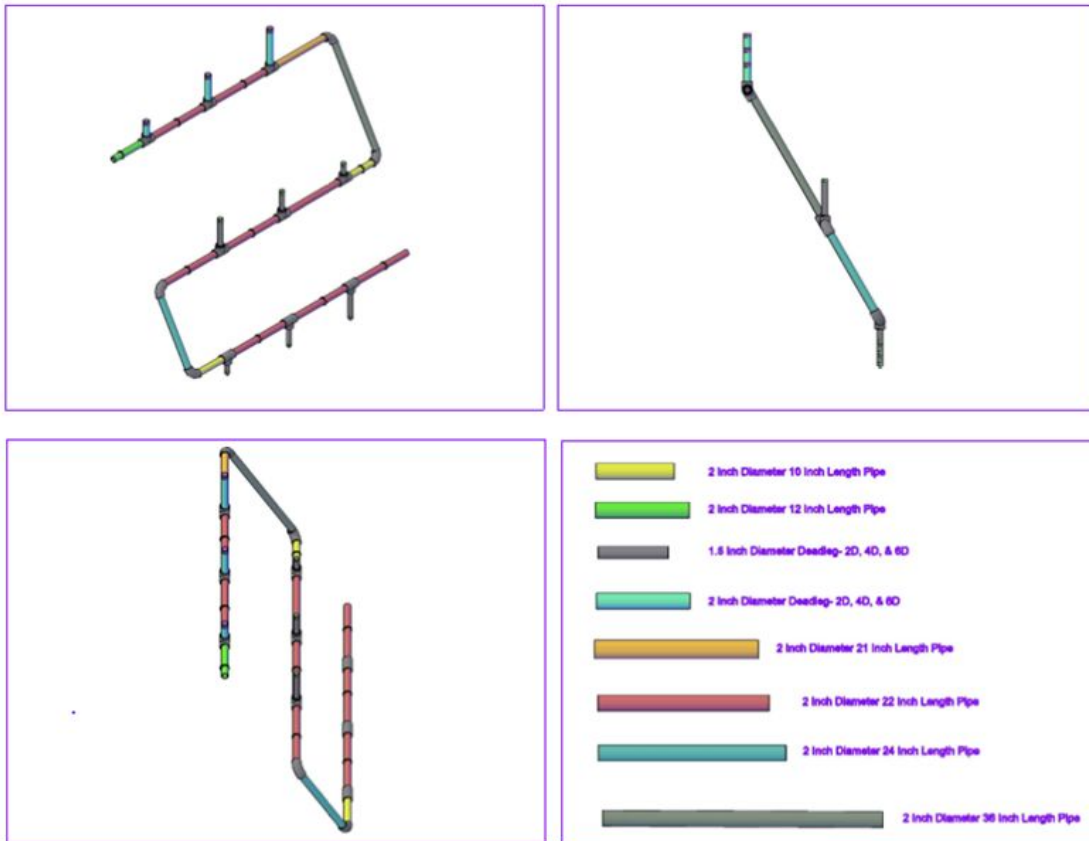 2 Inch Diameter 10 Inch Length Pipe
2 Inch Diameter 12 Inch Length Pipe
1.5 Inch Diameter Deadleg- 2D, 4D, & 6D
2 Inch Diameter Deadleg- 2D, 4D, & 6D
2 Inch Diameter 21 Inch Length Pipe
2 Inch Diameter 22 Inch Length Pipe
2 Inch Diameter 24 Inch Length Pipe
2 Inch Diameter 36 Inch Length Pipe